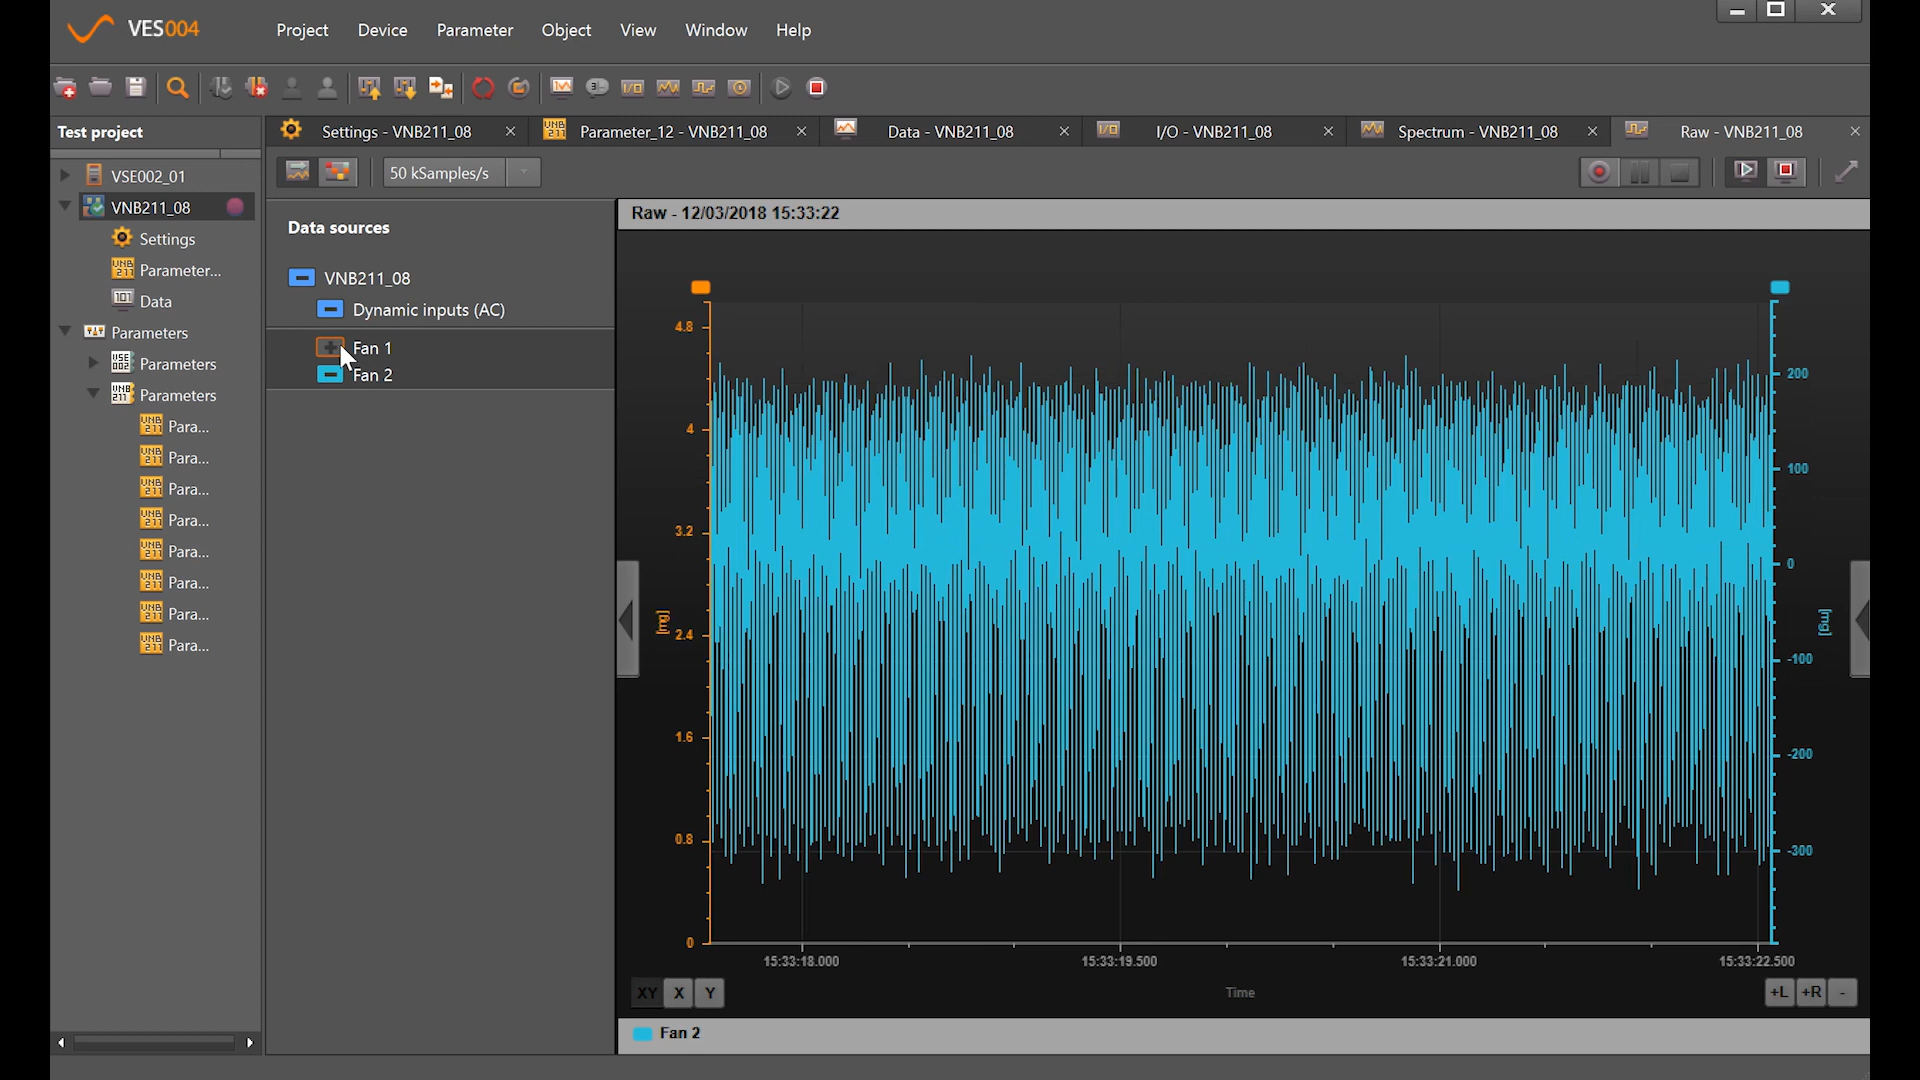 VES004
Project Device Parameter Object View Window Help
Test project
Settings - VNB211_08
Parameter_12 - VNB211_08
Data - VNB211_08
I/O - VNB211_08
Spectrum - VNB211_08
Raw - VNB211_08
50 kSamples/s
VSE002_01
VNB211_08
Settings
Parameter...
Data
Parameters
Parameters
Parameters
Para...
Para...
Para...
Para...
Para...
Para...
Para...
Para...
Data sources
VNB211_08
Dynamic inputs (AC)
Fan 1
Fan 2
Raw - 12/03/2018 15:33:22
4.8
4
3.2
2.4
1.6
0.8
0
[mg]
200
100
0
-100
-200
-300
[mg]
15:33:18.000 15:33:19.500 15:33:21.000 15:33:22.500
XY X Y
Time
+L +R -
Fan 2